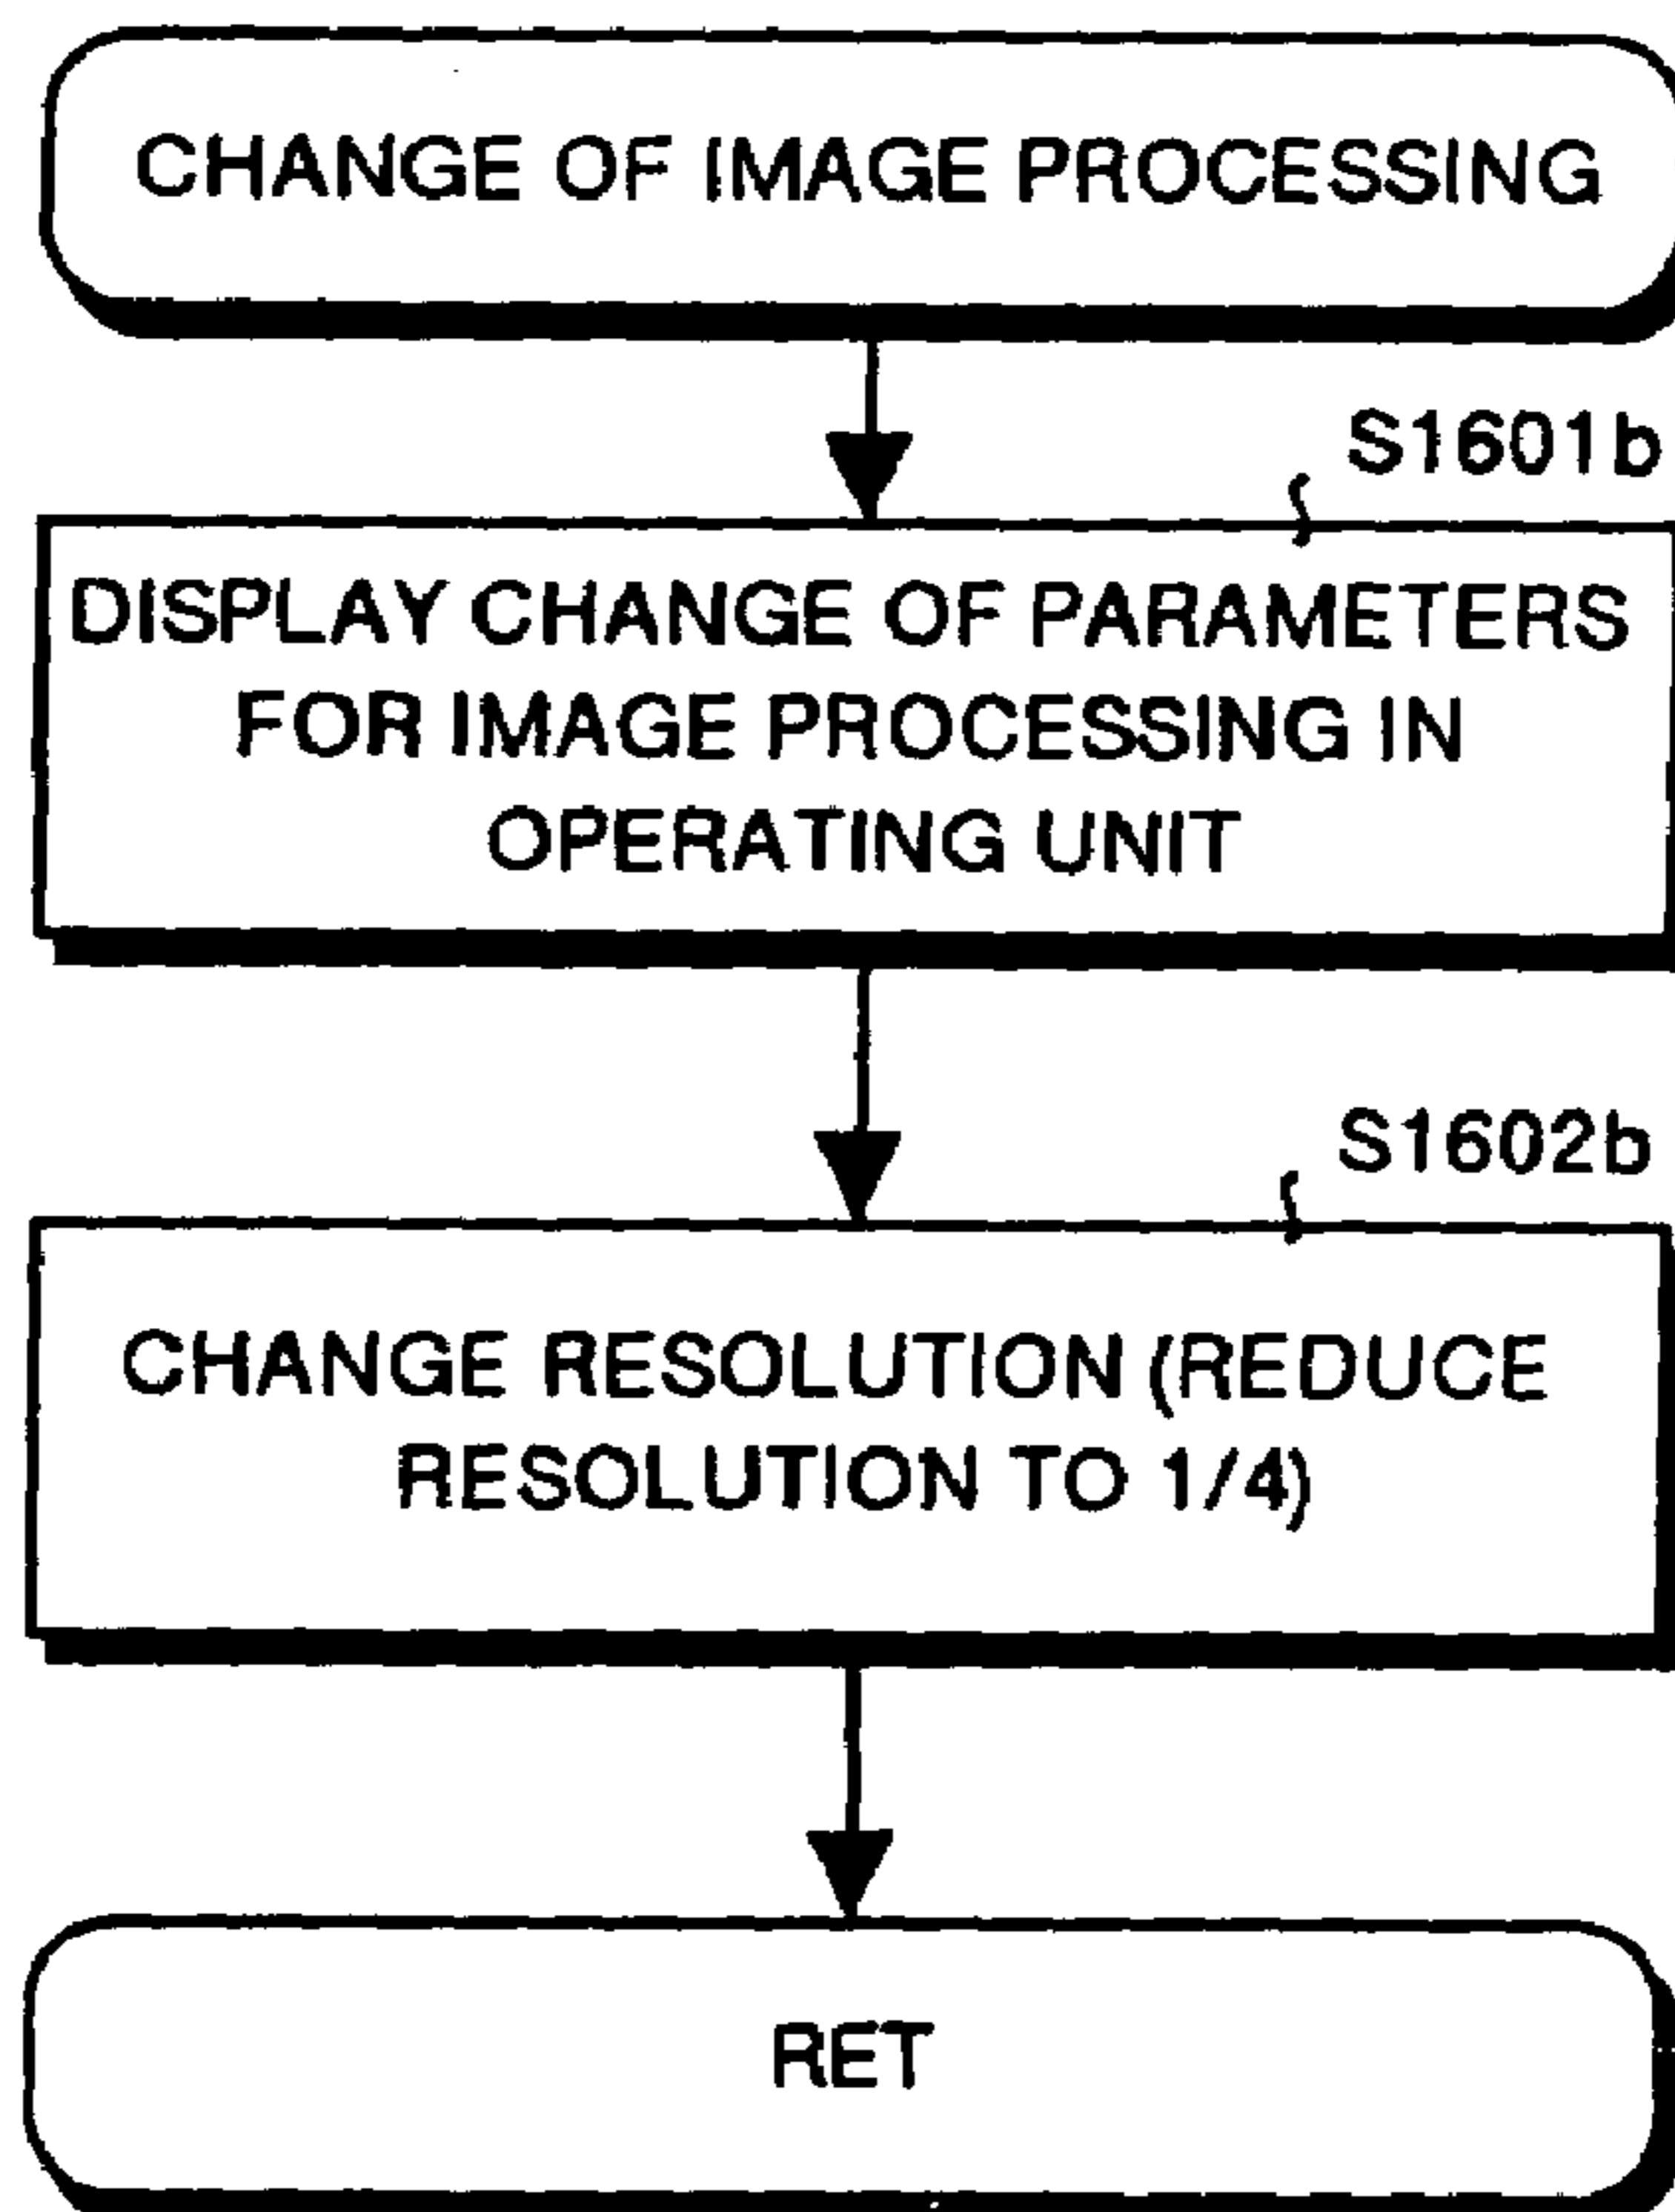 CHANGE OF IMAGE PROCESSING
S1601b
DISPLAY CHANGE OF PARAMETERS
FOR IMAGE PROCESSING IN
OPERATING UNIT
S1602b
CHANGE RESOLUTION (REDUCE
RESOLUTION TO 1/4)
RET